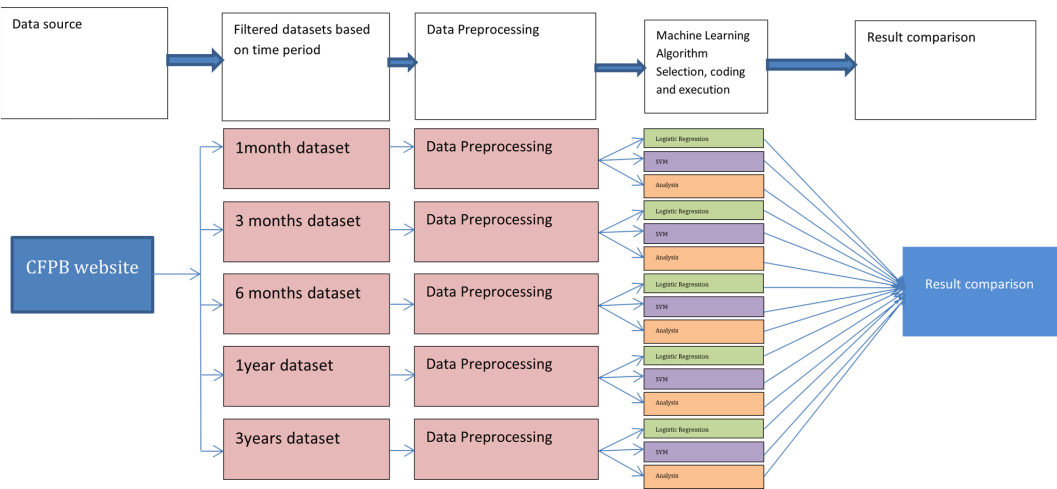 Data source
Filtered datasets based
on time period
Data Preprocessing
Machine Learning
Algorithm
Selection, coding
and execution
Result comparison
CFPB website
1month dataset
Data Preprocessing
Logistic Regression
SVM
Analysis
3 months dataset
Data Preprocessing
Logistic Regression
SVM
Analysis
6 months dataset
Data Preprocessing
Logistic Regression
SVM
Analysis
1year dataset
Data Preprocessing
Logistic Regression
SVM
Analysis
3years dataset
Data Preprocessing
Logistic Regression
SVM
Analysis
Result comparison